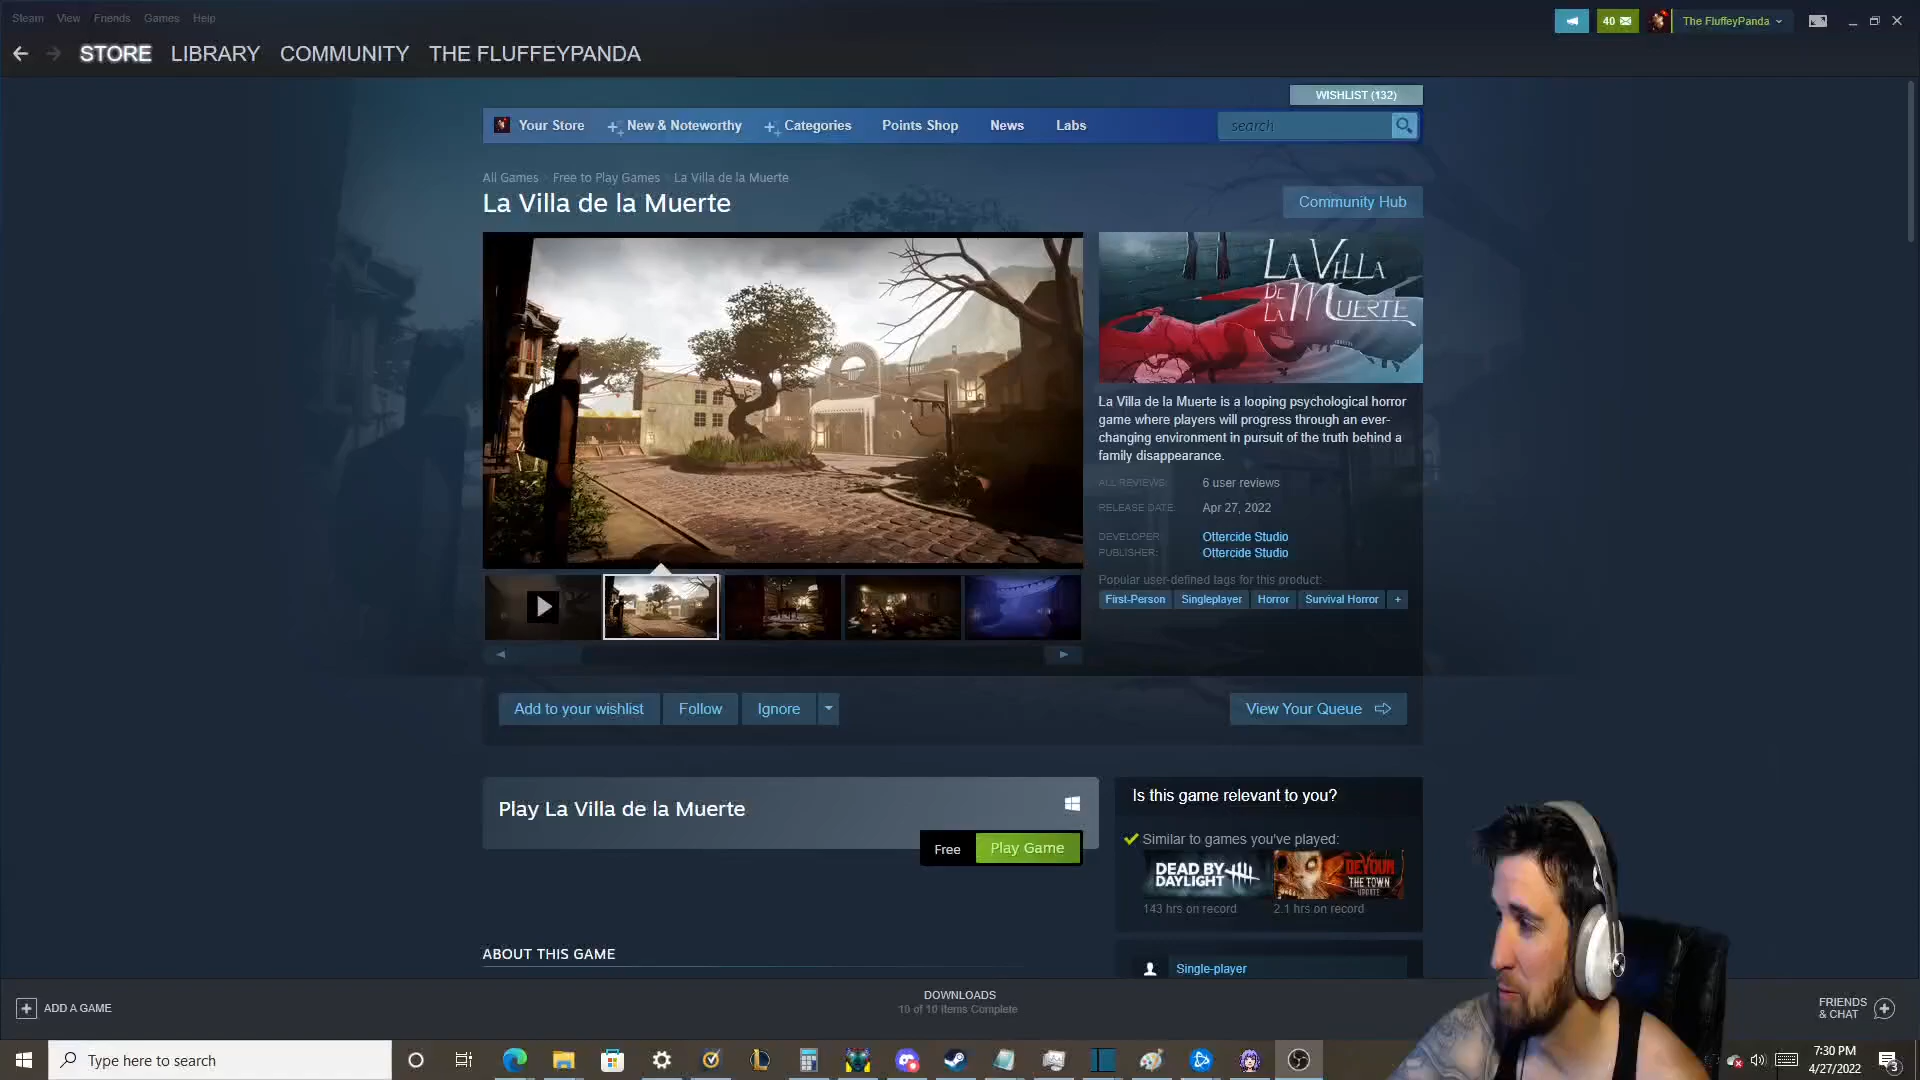 Steam View Friends Games Help
40
The FluffeyPanda
STORE LIBRARY COMMUNITY THE FLUFFEYPANDA
WISHLIST (132)
Your Store New & Noteworthy Categories Points Shop News Labs
search
All Games Free to Play Games La Villa de la Muerte
La Villa de la Muerte
Community Hub
LA VILLA
DE LA MUERTE
La Villa de la Muerte is a looping psychological horror
game where players will progress through an ever-
changing environment in pursuit of the truth behind a
family disappearance.
ALL REVIEWS: 6 user reviews
RELEASE DATE: Apr 27, 2022
DEVELOPER: Ottercide Studio
PUBLISHER: Ottercide Studio
Popular user-defined tags for this product:
First-Person Singleplayer Horror Survival Horror +
Add to your wishlist Follow Ignore
View Your Queue
Play La Villa de la Muerte
Free Play Game
Is this game relevant to you?
Similar to games you've played:
DEAD BY
DAYLIGHT
DEVOUR
THE TOWN
UPDATE
143 hrs on record 2.1 hrs on record
ABOUT THIS GAME
Single-player
ADD A GAME
DOWNLOADS
10 of 10 Items Complete
FRIENDS
& CHAT
Type here to search
7:30 PM
4/27/2022
3